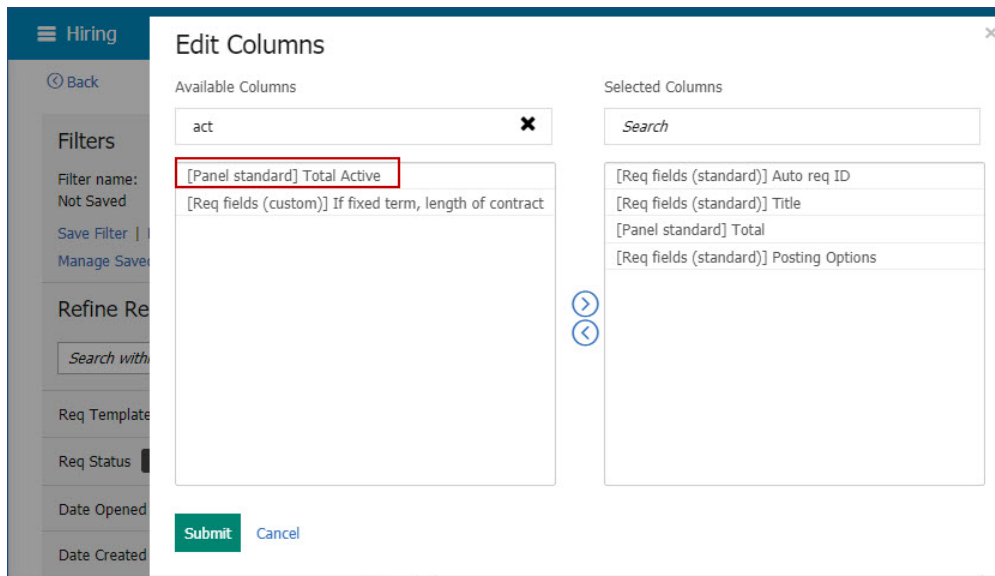 Hiring
Back
Filters
Filter name:
Not Saved
Save Filter |
Manage Saved
Refine Re
Search with
Req Template
Req Status
Date Opened
Date Created
Edit Columns
Available Columns
act
[Panel standard] Total Active
[Req fields (custom)] If fixed term, length of contract
Selected Columns
Search
[Req fields (standard)] Auto req ID
[Req fields (standard)] Title
[Panel standard] Total
[Req fields (standard)] Posting Options
Submit
Cancel